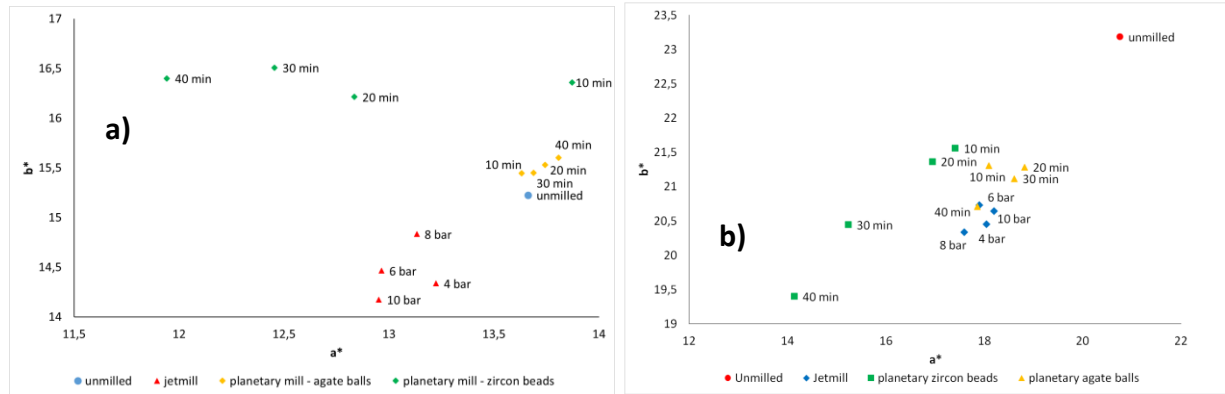 17
16,5
16
15,5
15
14,5
14
b*
11,5
12
12,5
13
13,5
14
a*
a)
40 min
30 min
20 min
10 min
40 min
10 min
20 min
30 min
unmilled
8 bar
6 bar
4 bar
10 bar
unmilled
jetmill
planetary mill - agate balls
planetary mill - zircon beads
23,5
23
22,5
22
21,5
21
20,5
20
19,5
19
b*
12
14
16
18
20
22
a*
b)
unmilled
10 min
20 min
20 min
10 min
30 min
6 bar
40 min
10 bar
30 min
8 bar
4 bar
40 min
Unmilled
Jetmill
planetary zircon beads
planetary agate balls